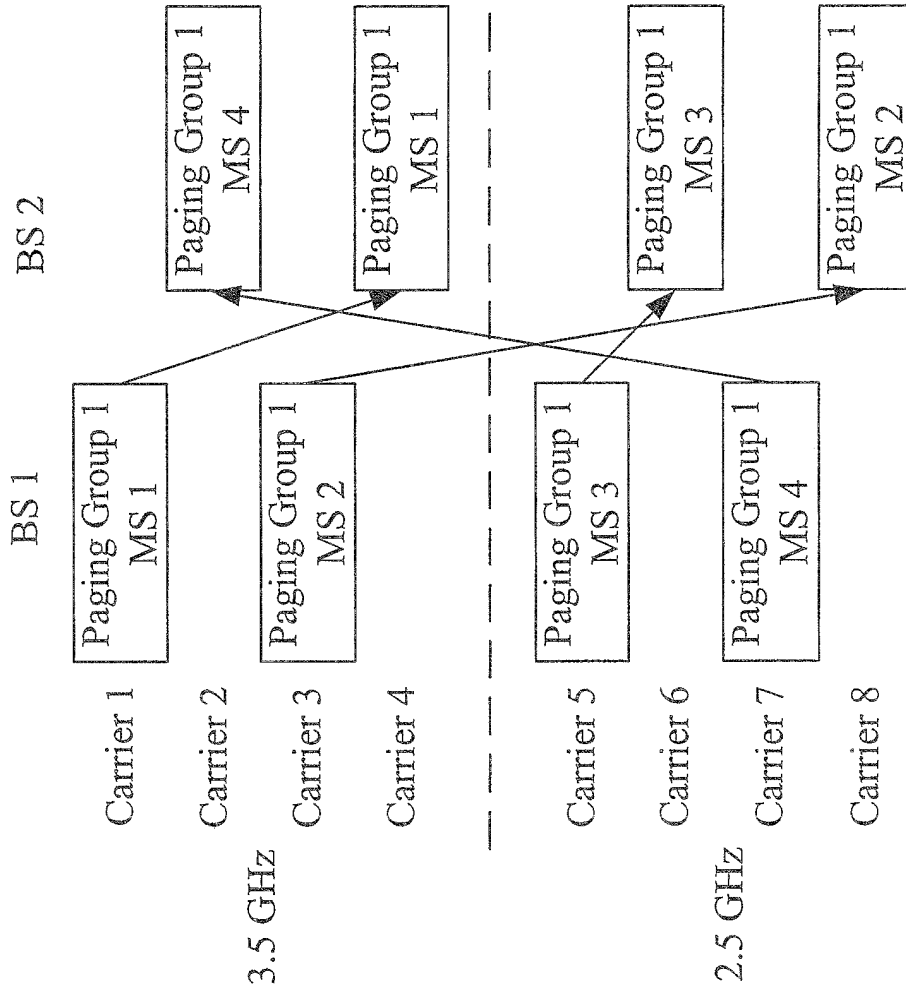 BS 1
BS 2
3.5 GHz
Carrier 1
Carrier 2
Carrier 3
Carrier 4
Paging Group 1
MS 1
Paging Group 1
MS 2
Paging Group 1
MS 4
Paging Group 1
MS 1
2.5 GHz
Carrier 5
Carrier 6
Carrier 7
Carrier 8
Paging Group 1
MS 3
Paging Group 1
MS 4
Paging Group 1
MS 3
Paging Group 1
MS 2